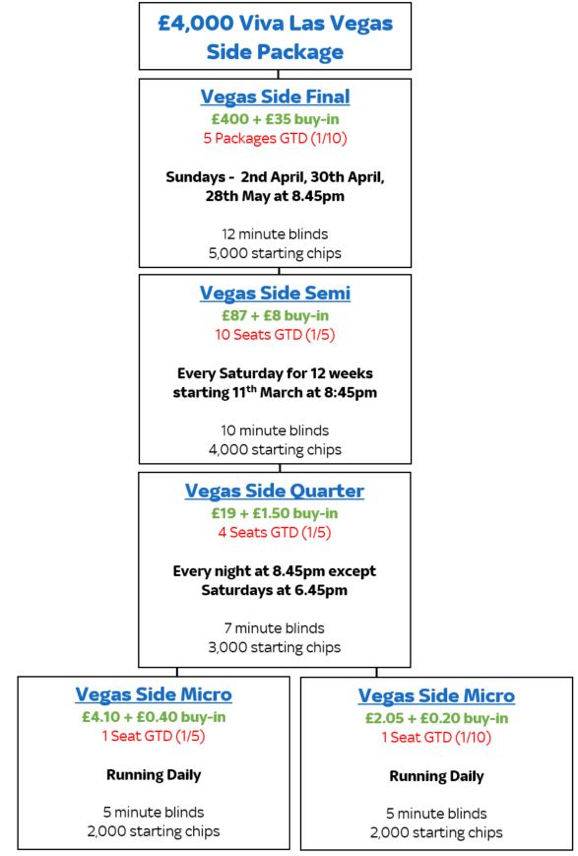 £4,000 Viva Las Vegas
Side Package
Vegas Side Final
£400 + £35 buy-in
5 Packages GTD (1/10)
Sundays - 2nd April, 30th April,
28th May at 8.45pm
12 minute blinds
5,000 starting chips
Vegas Side Semi
£87 + £8 buy-in
10 Seats GTD (1/5)
Every Saturday for 12 weeks
starting 11th March at 8:45pm
10 minute blinds
4,000 starting chips
Vegas Side Quarter
£19 + £1.50 buy-in
4 Seats GTD (1/5)
Every night at 8.45pm except
Saturdays at 6.45pm
7 minute blinds
3,000 starting chips
Vegas Side Micro
£4.10 + £0.40 buy-in
1 Seat GTD (1/5)
Running Daily
5 minute blinds
2,000 starting chips
Vegas Side Micro
£2.05 + £0.20 buy-in
1 Seat GTD (1/10)
Running Daily
5 minute blinds
2,000 starting chips